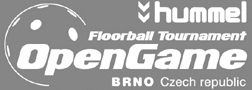 hummel
Floorball Tournament
OpenGame
BRNO Czech republic